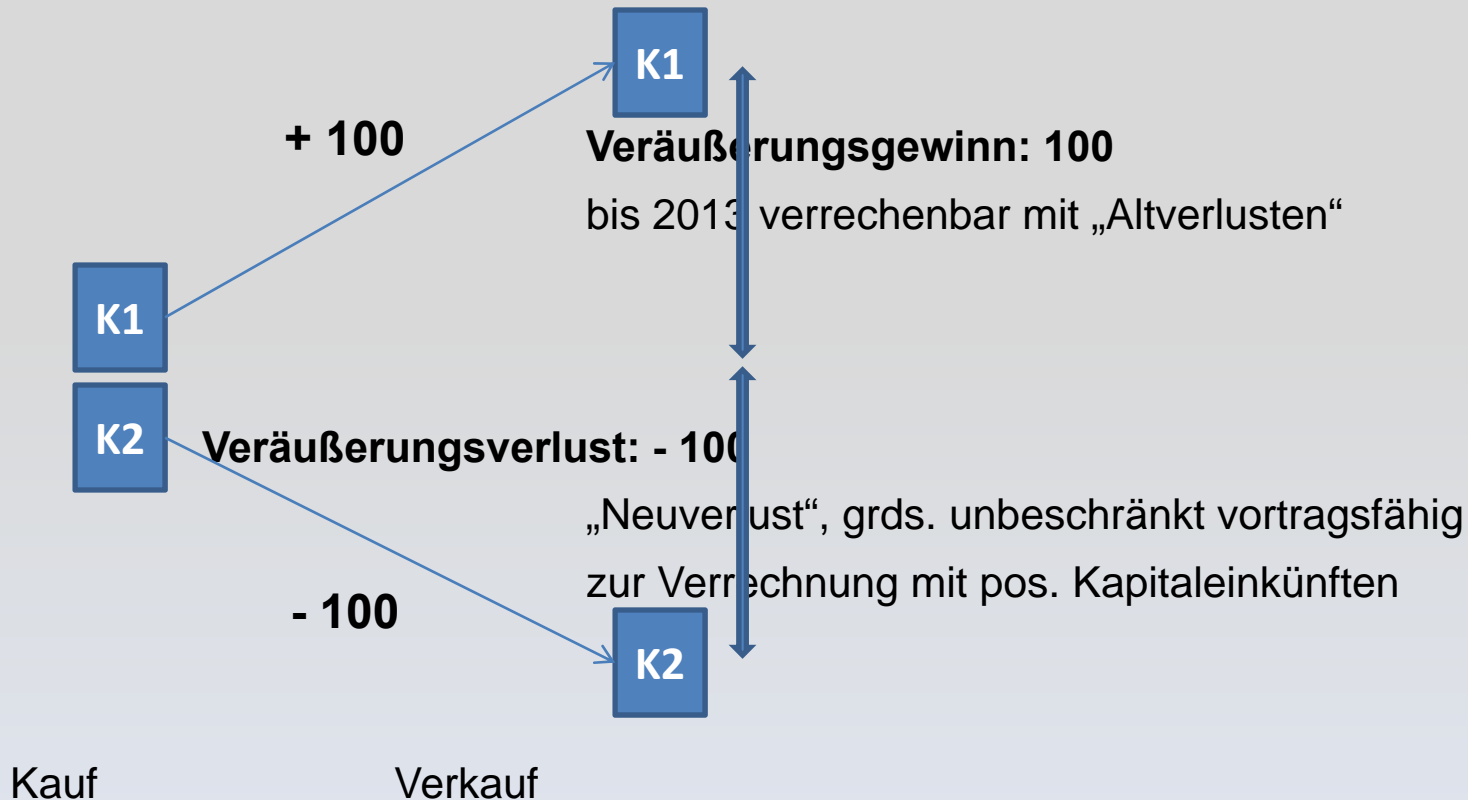 K1
+ 100
Veräußerungsgewinn: 100
bis 2013 verrechenbar mit „Altverlusten“
K1
K2
Veräußerungsverlust: - 100
„Neuverlust“, grds. unbeschränkt vortragsfähig
zur Verrechnung mit pos. Kapitaleinkünften
- 100
K2
Kauf Verkauf